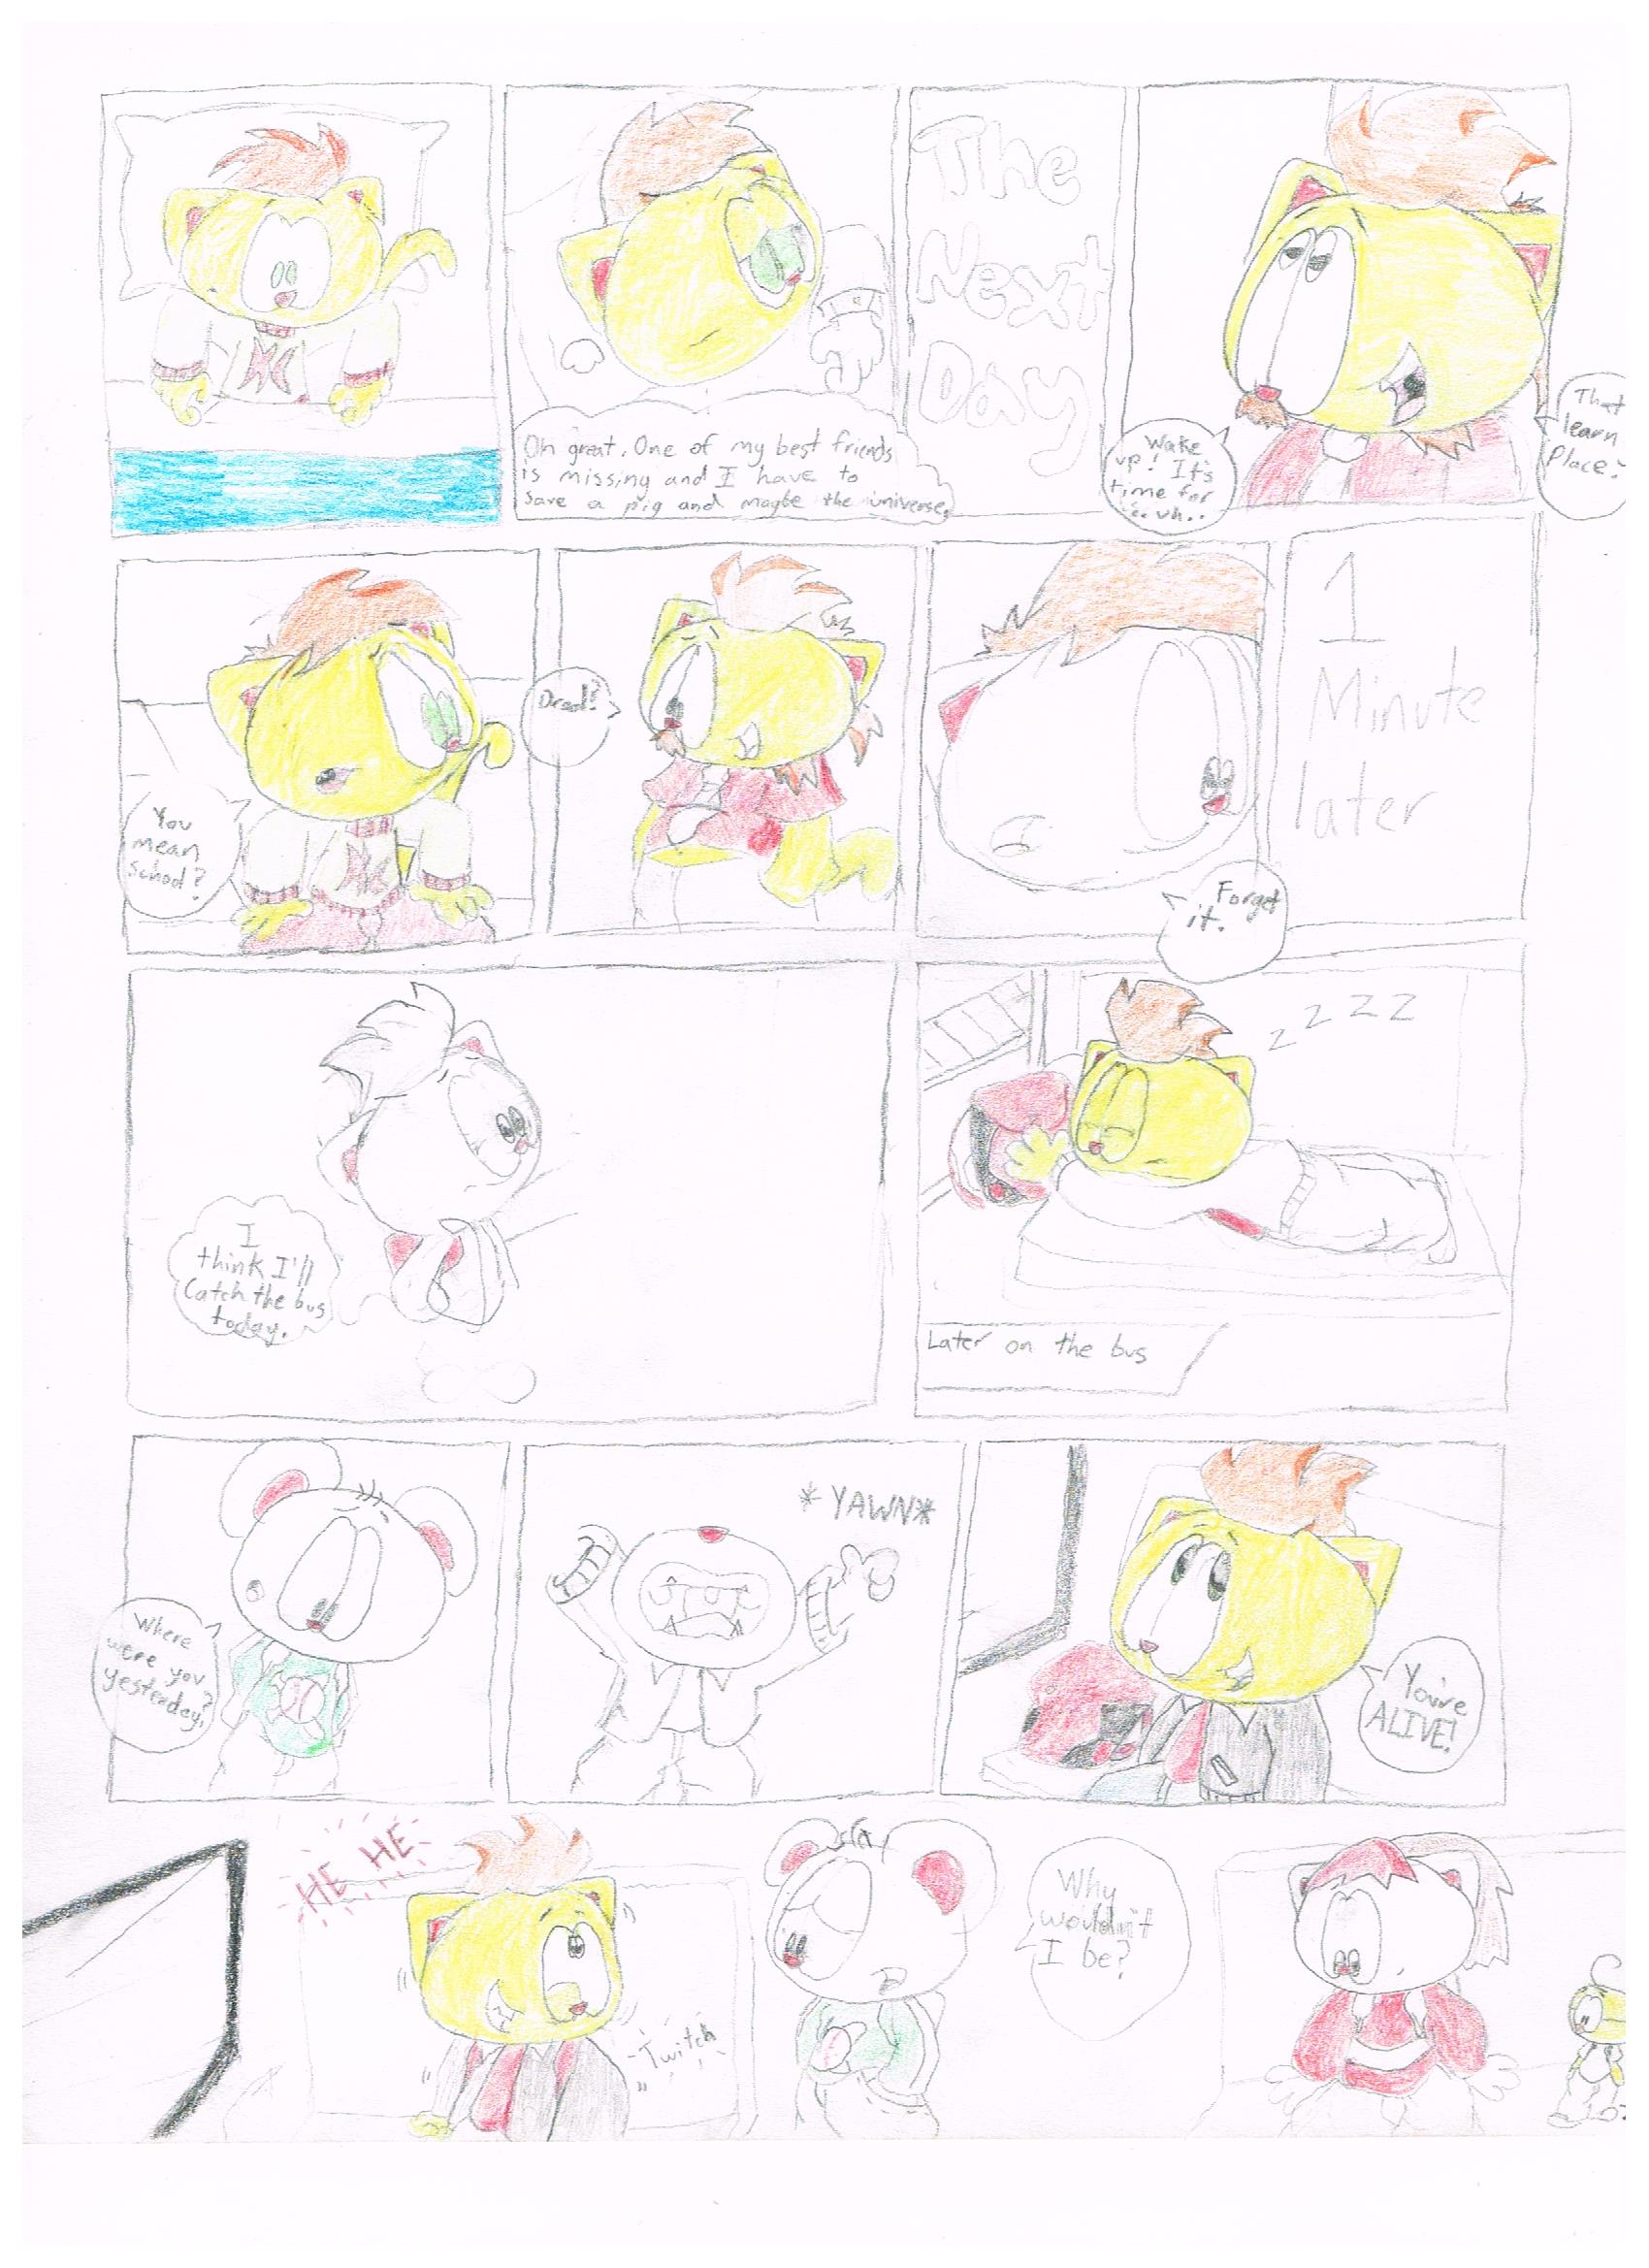 Oh great. One of my best friends
is missing and I have to
save a pig and maybe the universe.
The
Next
Day
Wake
up! It's
time for
...uh..
That
learn
place?
You
mean
school?
Drool!
Forget
it.
1
Minute
later
I
think I'll
Catch the bus
today.
z z z z
Later on the bus
Where
were you
yesterday?
*YAWN*
You're
ALIVE!
HE HE
-Twitch
Why
wouldn't
I be?